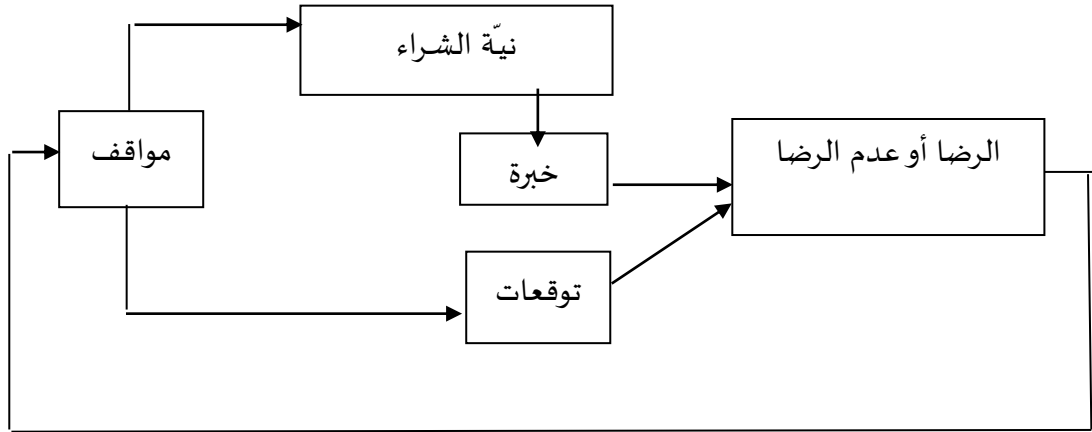 نيّة الشراء
مواقف
خبرة
الرضا أو عدم الرضا
توقعات